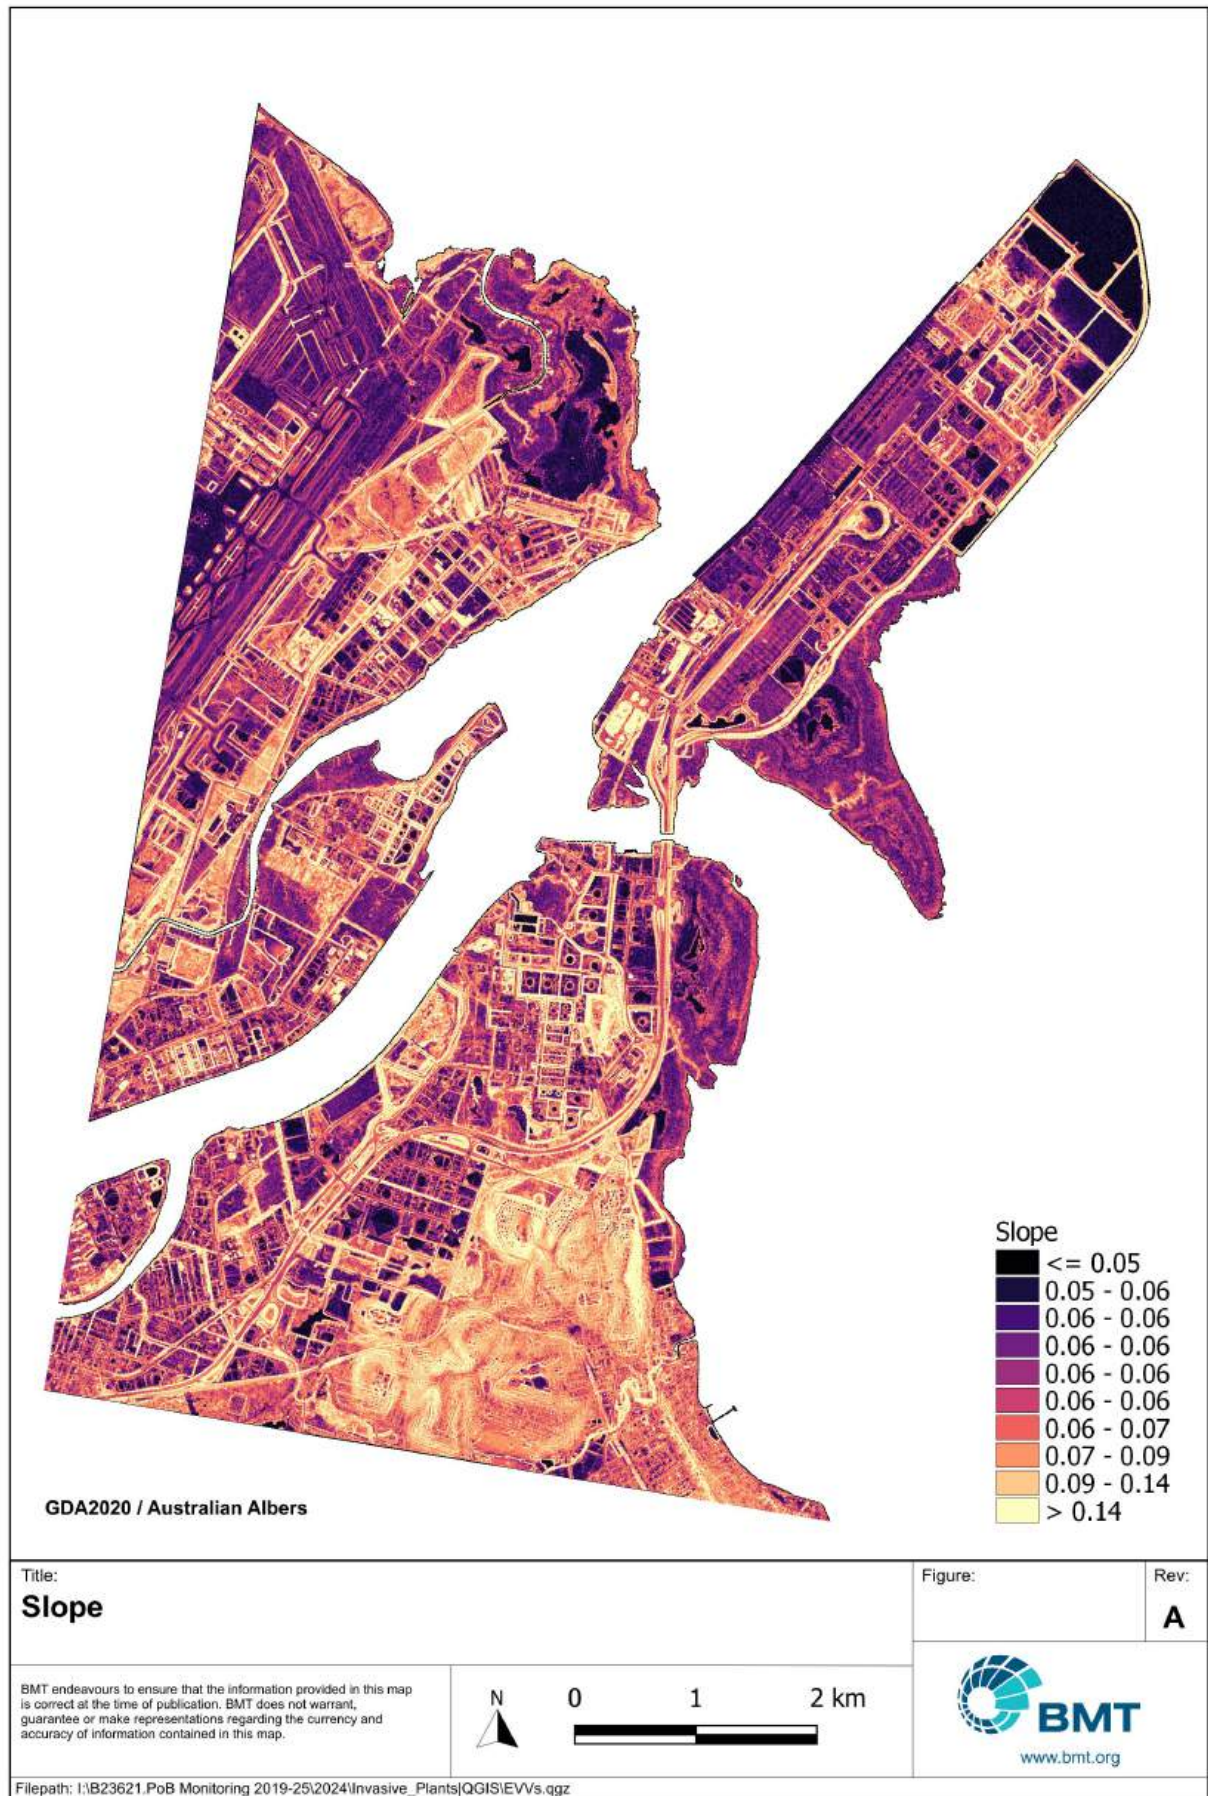 Slope
<= 0.05
0.05 - 0.06
0.06 - 0.06
0.06 - 0.06
0.06 - 0.06
0.06 - 0.06
0.06 - 0.07
0.07 - 0.09
0.09 - 0.14
> 0.14
GDA2020 / Australian Albers
Title:
Slope
Figure:
Rev:
A
BMT endeavours to ensure that the information provided in this map
is correct at the time of publication. BMT does not warrant,
guarantee or make representations regarding the currency and
accuracy of information contained in this map.
N
0 1 2 km
BMT
www.bmt.org
Filepath: I:\B23621.PoB Monitoring 2019-25\2024\Invasive_Plants|QGIS\EVVs.qgz